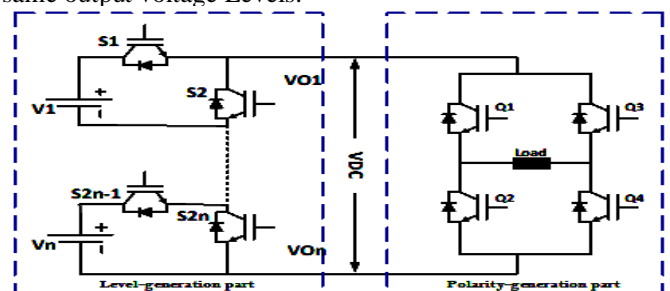 same output voltage Levels.
S1
S2
VO1
V1
+
Q1
Q3
Load
VDC
S2n-1
S2n
Q2
Q4
Vn
+
VOn
Level-generation part
Polarity-generation part